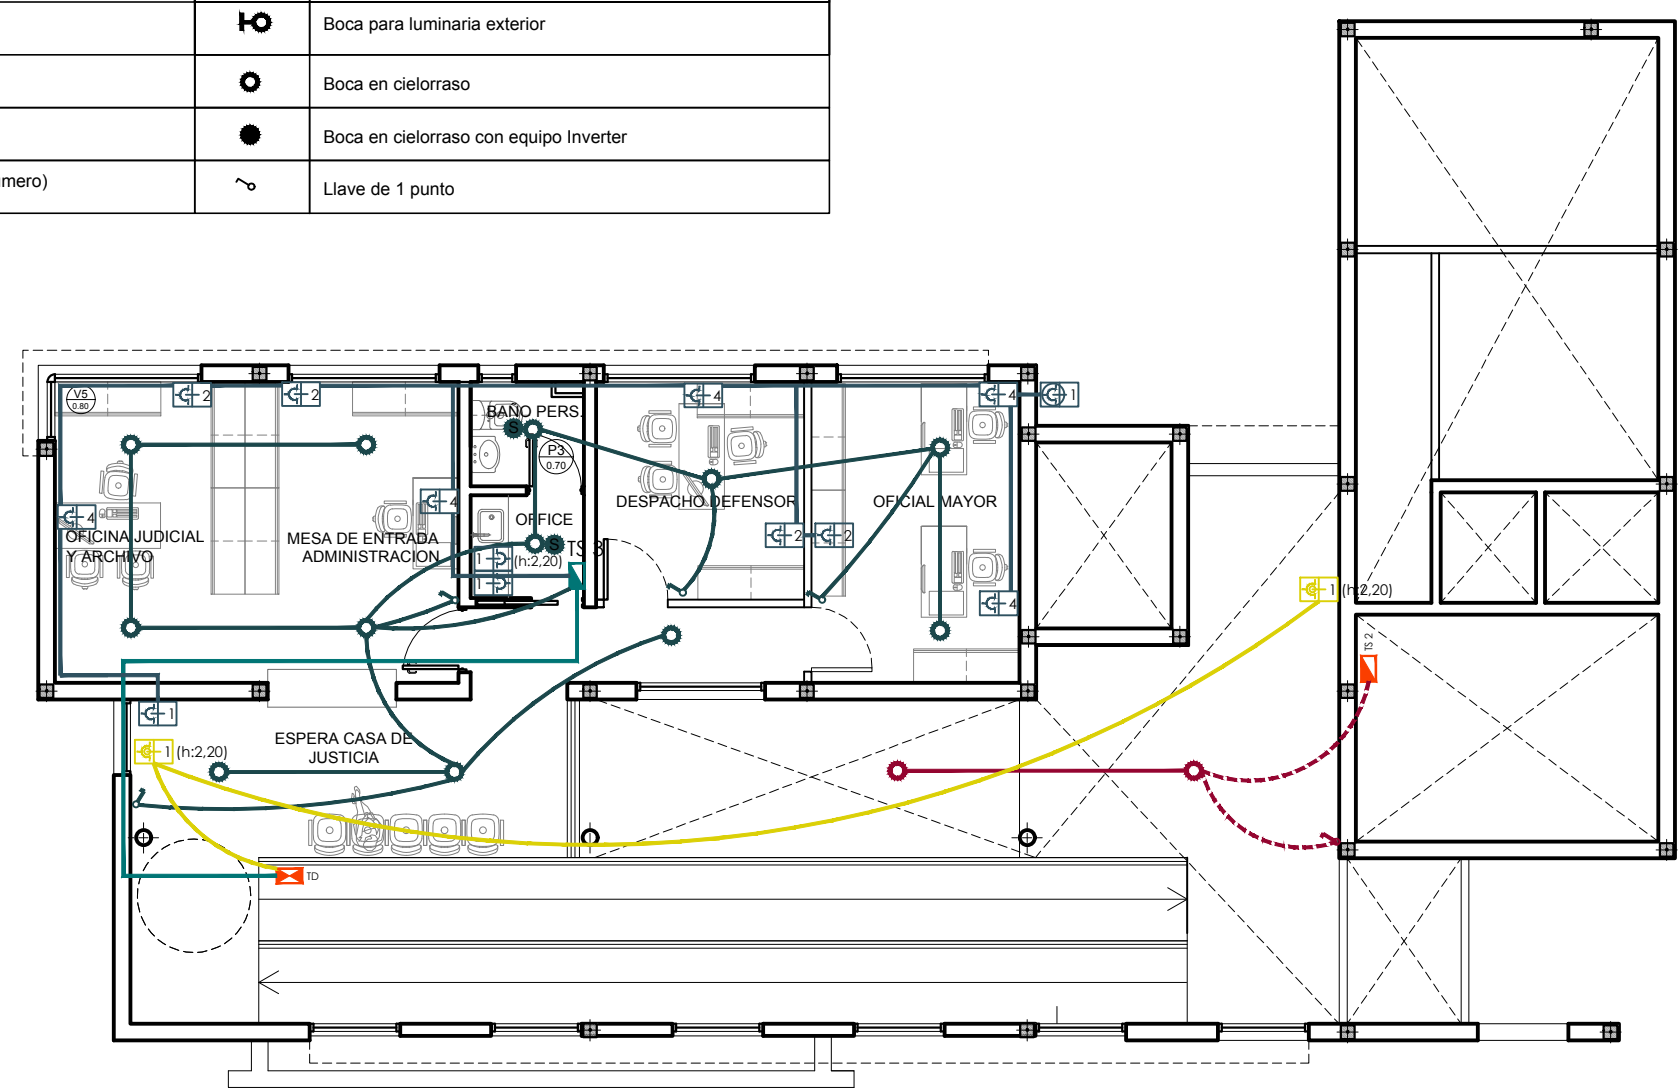 Boca para luminaria exterior
Boca en cielorraso
Boca en cielorraso con equipo Inverter
mero)
Llave de 1 punto
V5
0.80
2
2
BAÑO PERS.
S
P3
0.70
4
4
1
4
4
DESPACHO DEFENSOR
OFICIAL MAYOR
OFICINA JUDICIAL
Y ARCHIVO
MESA DE ENTRADA
ADMINISTRACION
OFFICE
2
2
S
TS 3
1
(h:2,20)
1
4
1 (h:2,20)
TS 2
1
ESPERA CASA DE
JUSTICIA
1 (h:2,20)
TD